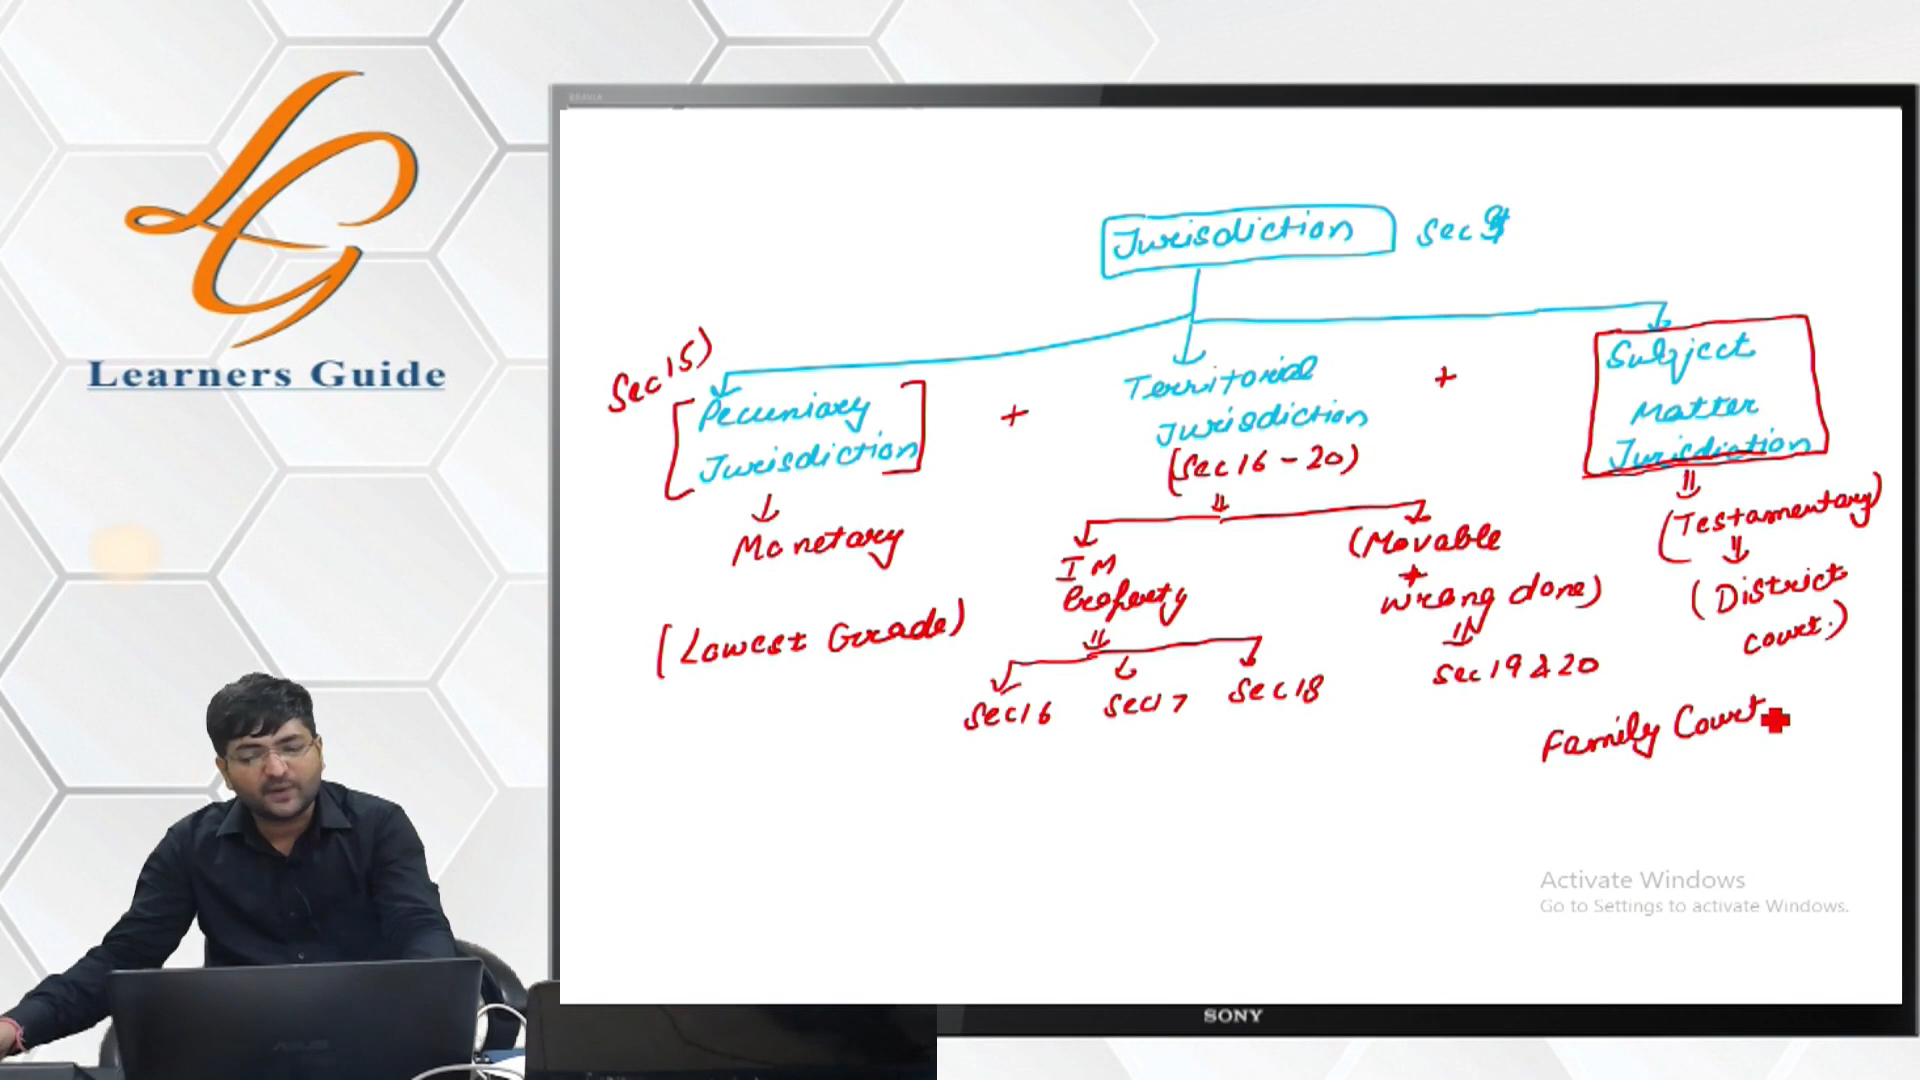 Learners Guide
Jurisdiction
Sec 9
Sec 15)
[Pecuniary
Jurisdiction]
↓
Monetary
(Lowest Grade)
+
Territorial
Jurisdiction
(Sec 16 - 20)
IM
Property
Sec 16 Sec 17 Sec 18
(Movable
+
wrong done)
Sec 19 & 20
+
Subject
Matter
Jurisdiction
(Testamentary)
(District
court.)
Family Court
Activate Windows
Go to Settings to activate Windows.
SONY